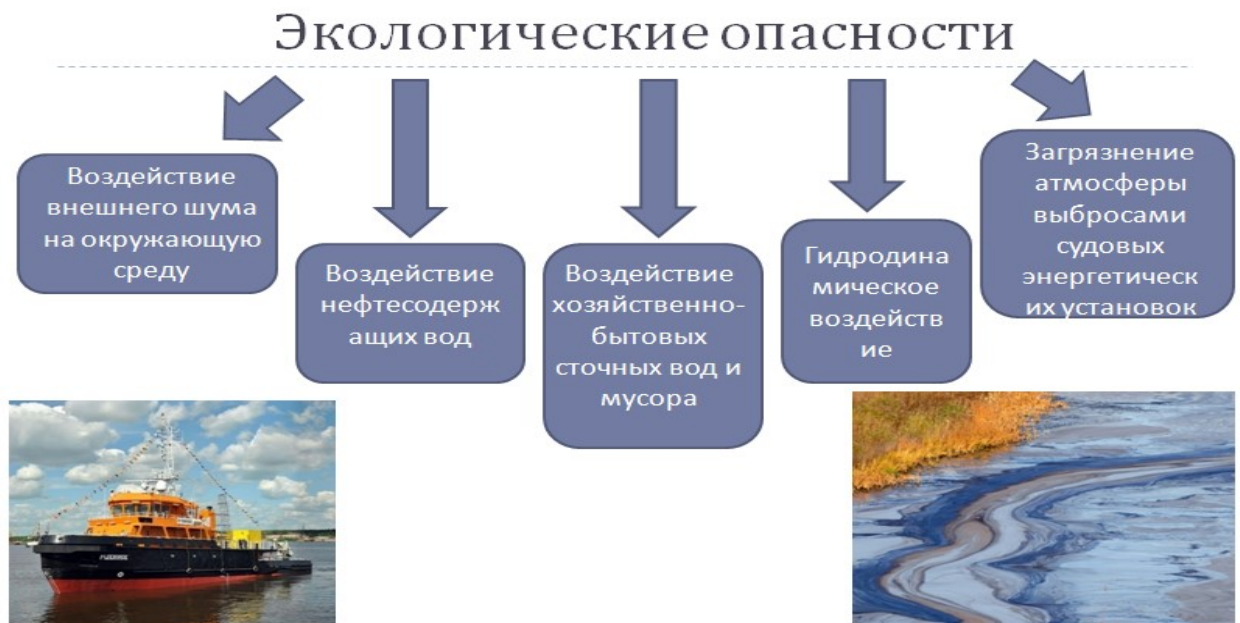 Экологические опасности
Воздействие
внешнего шума
на окружающую
среду
Воздействие
нефтесодерж
ащих вод
Воздействие
хозяйственно-
бытовых
сточных вод и
мусора
Гидродина
мическое
воздейств
ие
Загрязнение
атмосферы
выбросами
судовых
энергетическ
их установок